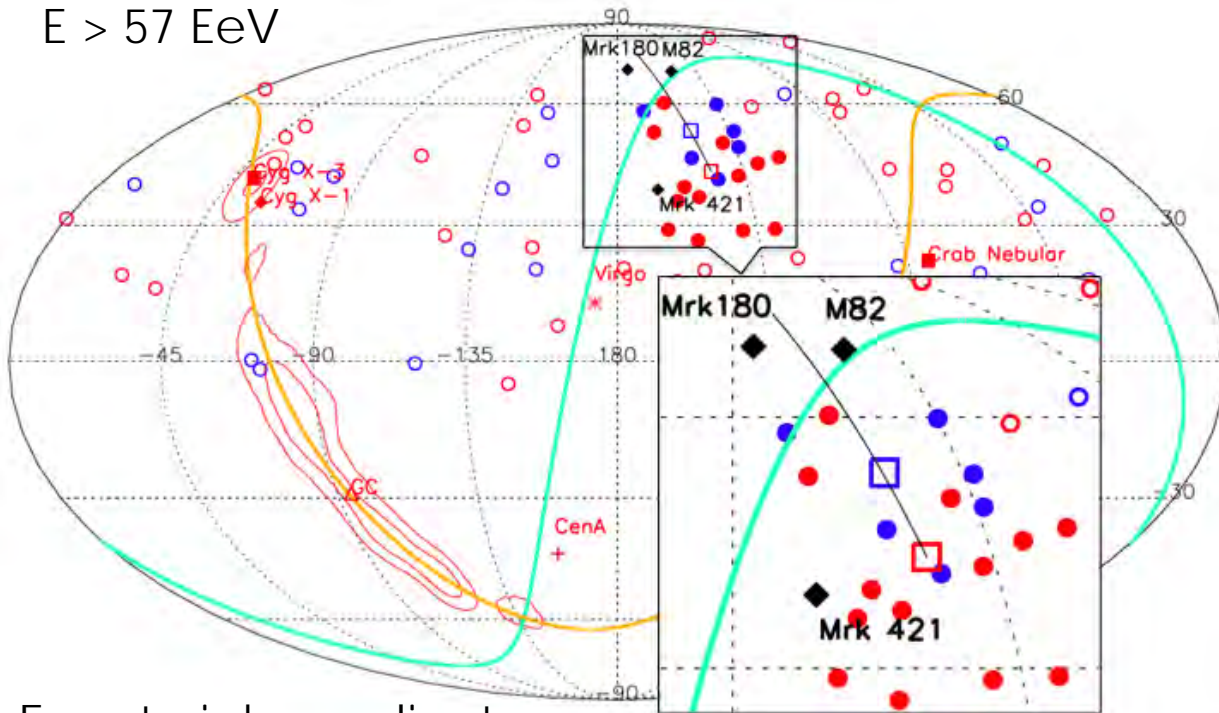 E > 57 EeV
90
Mrk180 M82
60
Cyg X-3
Cyg X-1
Mrk 421
30
Crab Nebular
Virgo
Mrk180
M82
-45
-90
-135
180
GC
-30
CenA
Mrk 421
-90